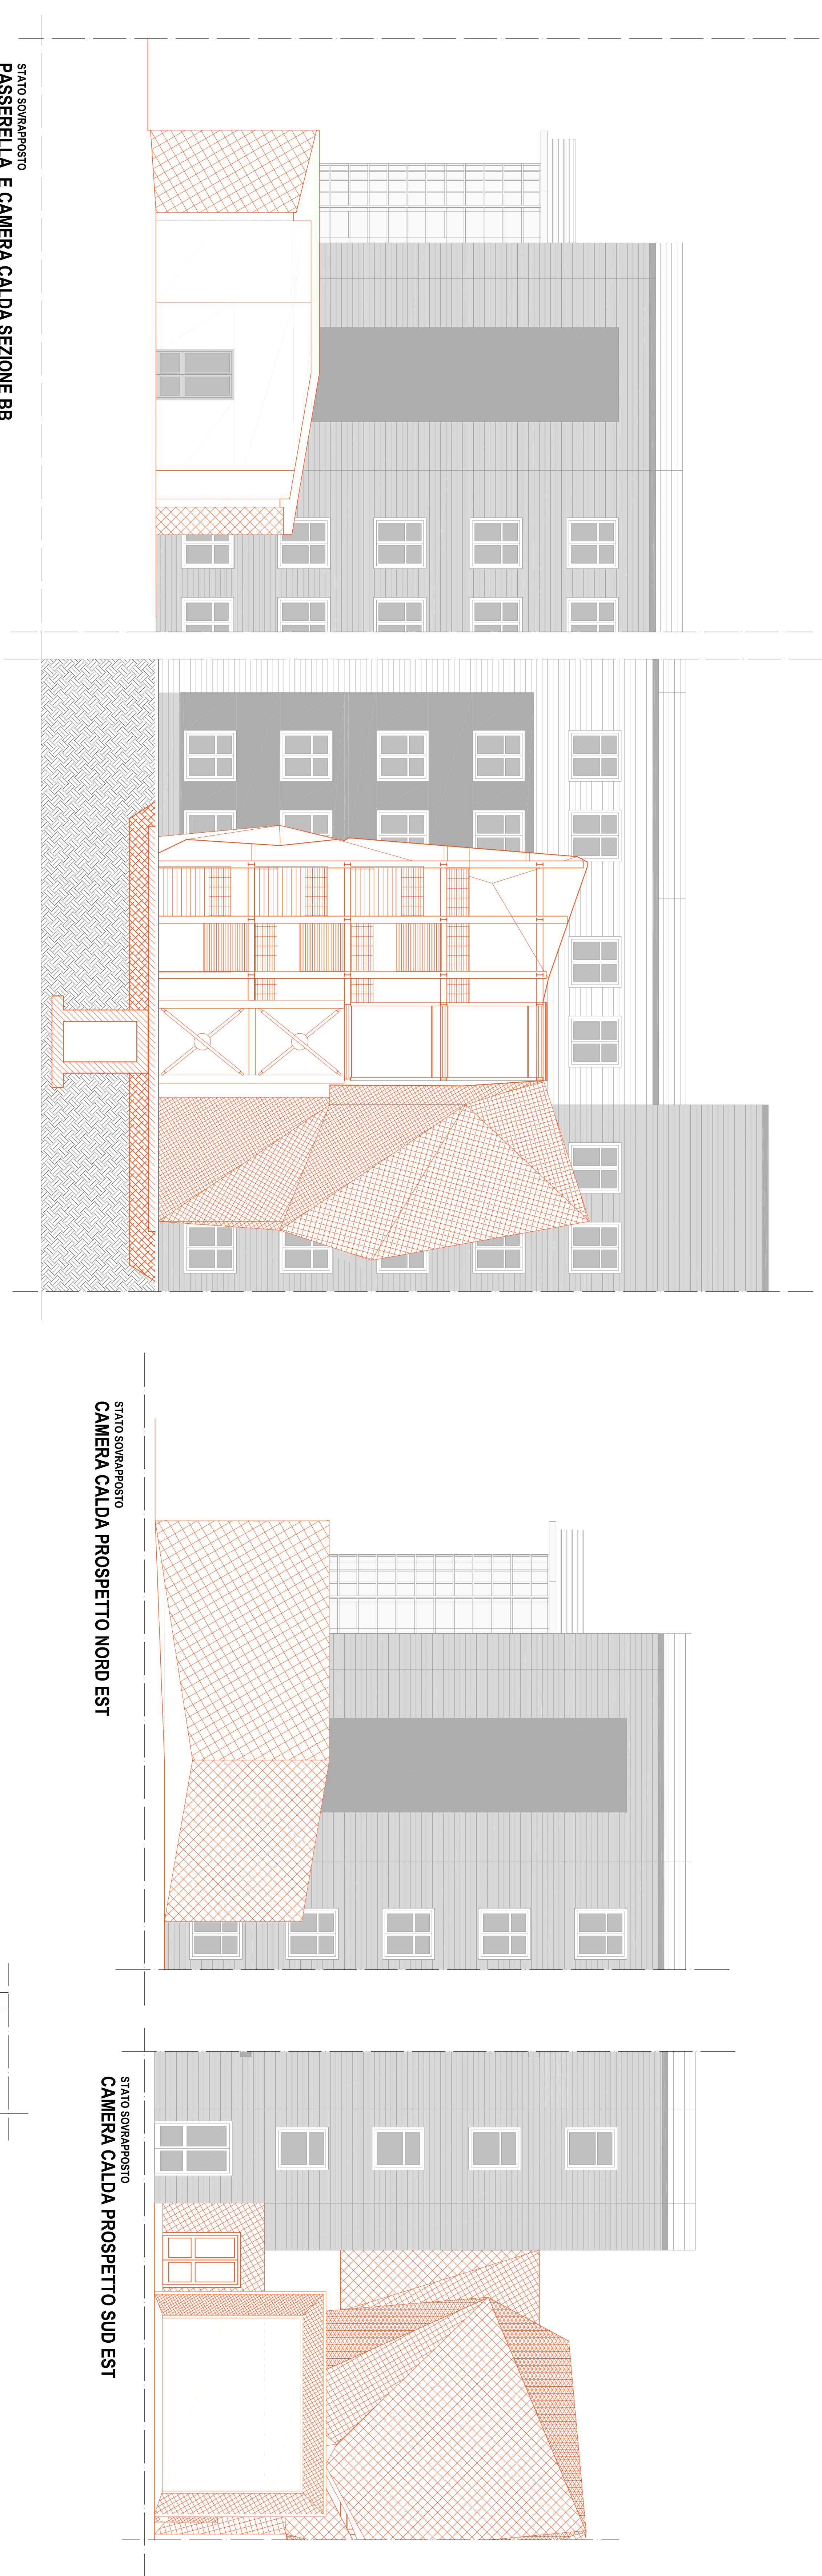 STATO SOVRAPPOSTO
PASSERELLA E CAMERA CALDA SEZIONE BB
STATO SOVRAPPOSTO
CAMERA CALDA PROSPETTO NORD EST
STATO SOVRAPPOSTO
CAMERA CALDA PROSPETTO SUD EST